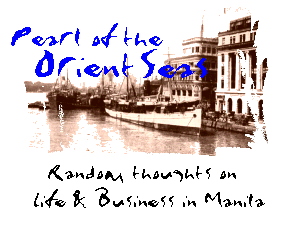 Pearl of the
Orient Seas
Random thoughts on
life & Business in Manila